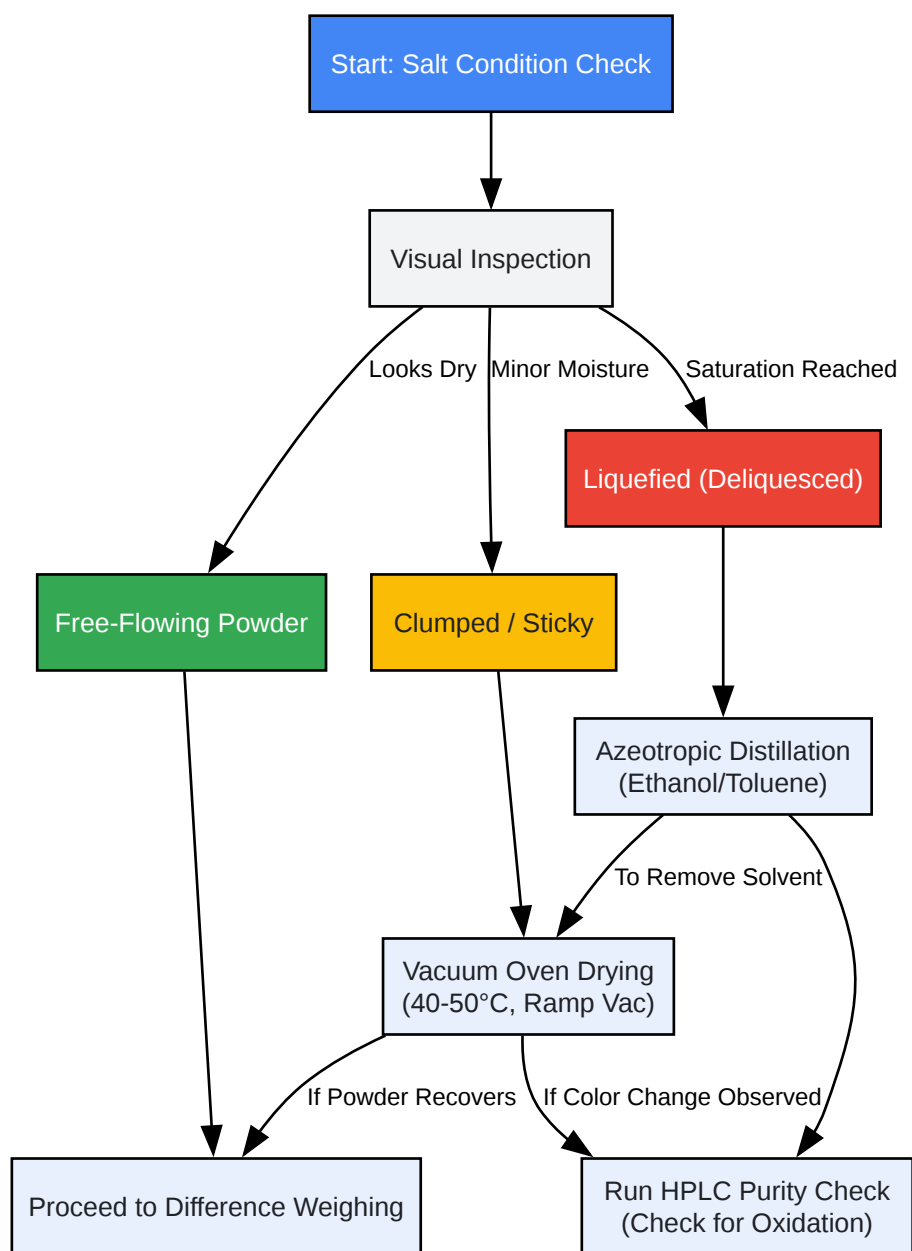 Start: Salt Condition Check
Visual Inspection
Looks Dry
Minor Moisture
Saturation Reached
Liquefied (Deliquesced)
Free-Flowing Powder
Clumped / Sticky
Azeotropic Distillation
(Ethanol/Toluene)
To Remove Solvent
Vacuum Oven Drying
(40-50°C, Ramp Vac)
If Powder Recovers
If Color Change Observed
Proceed to Difference Weighing
Run HPLC Purity Check
(Check for Oxidation)